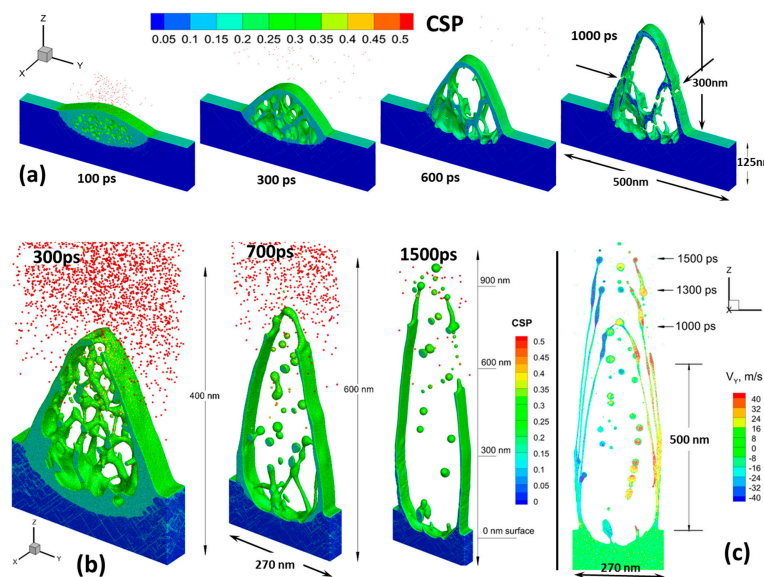 CSP
0.05 0.1 0.15 0.2 0.25 0.3 0.35 0.4 0.45 0.5
Z
X
Y
1000 ps
300nm
(a)
100 ps
300 ps
600 ps
500nm
125nm
300ps
700ps
1500ps
900 nm
600 nm
300 nm
0 nm surface
400 nm
600 nm
CSP
0.5
0.45
0.4
0.35
0.3
0.25
0.2
0.15
0.1
0.05
0
1500 ps
1300 ps
1000 ps
Z
X
Y
VY, m/s
40
32
24
16
8
0
-8
-16
-24
-32
-40
500 nm
Z
X
Y
(b)
270 nm
270 nm
(c)